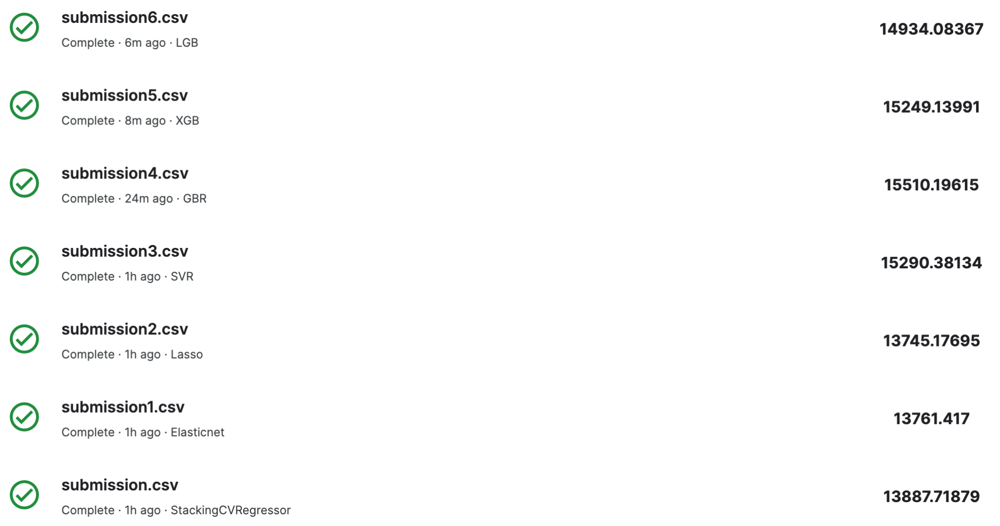 submission6.csv
14934.08367
Complete · 6m ago · LGB
submission5.csv
15249.13991
Complete · 8m ago · XGB
submission4.csv
15510.19615
Complete · 24m ago · GBR
submission3.csv
15290.38134
Complete · 1h ago · SVR
submission2.csv
13745.17695
Complete · 1h ago · Lasso
submission1.csv
13761.417
Complete · 1h ago · Elasticnet
submission.csv
13887.71879
Complete · 1h ago · StackingCVRegressor